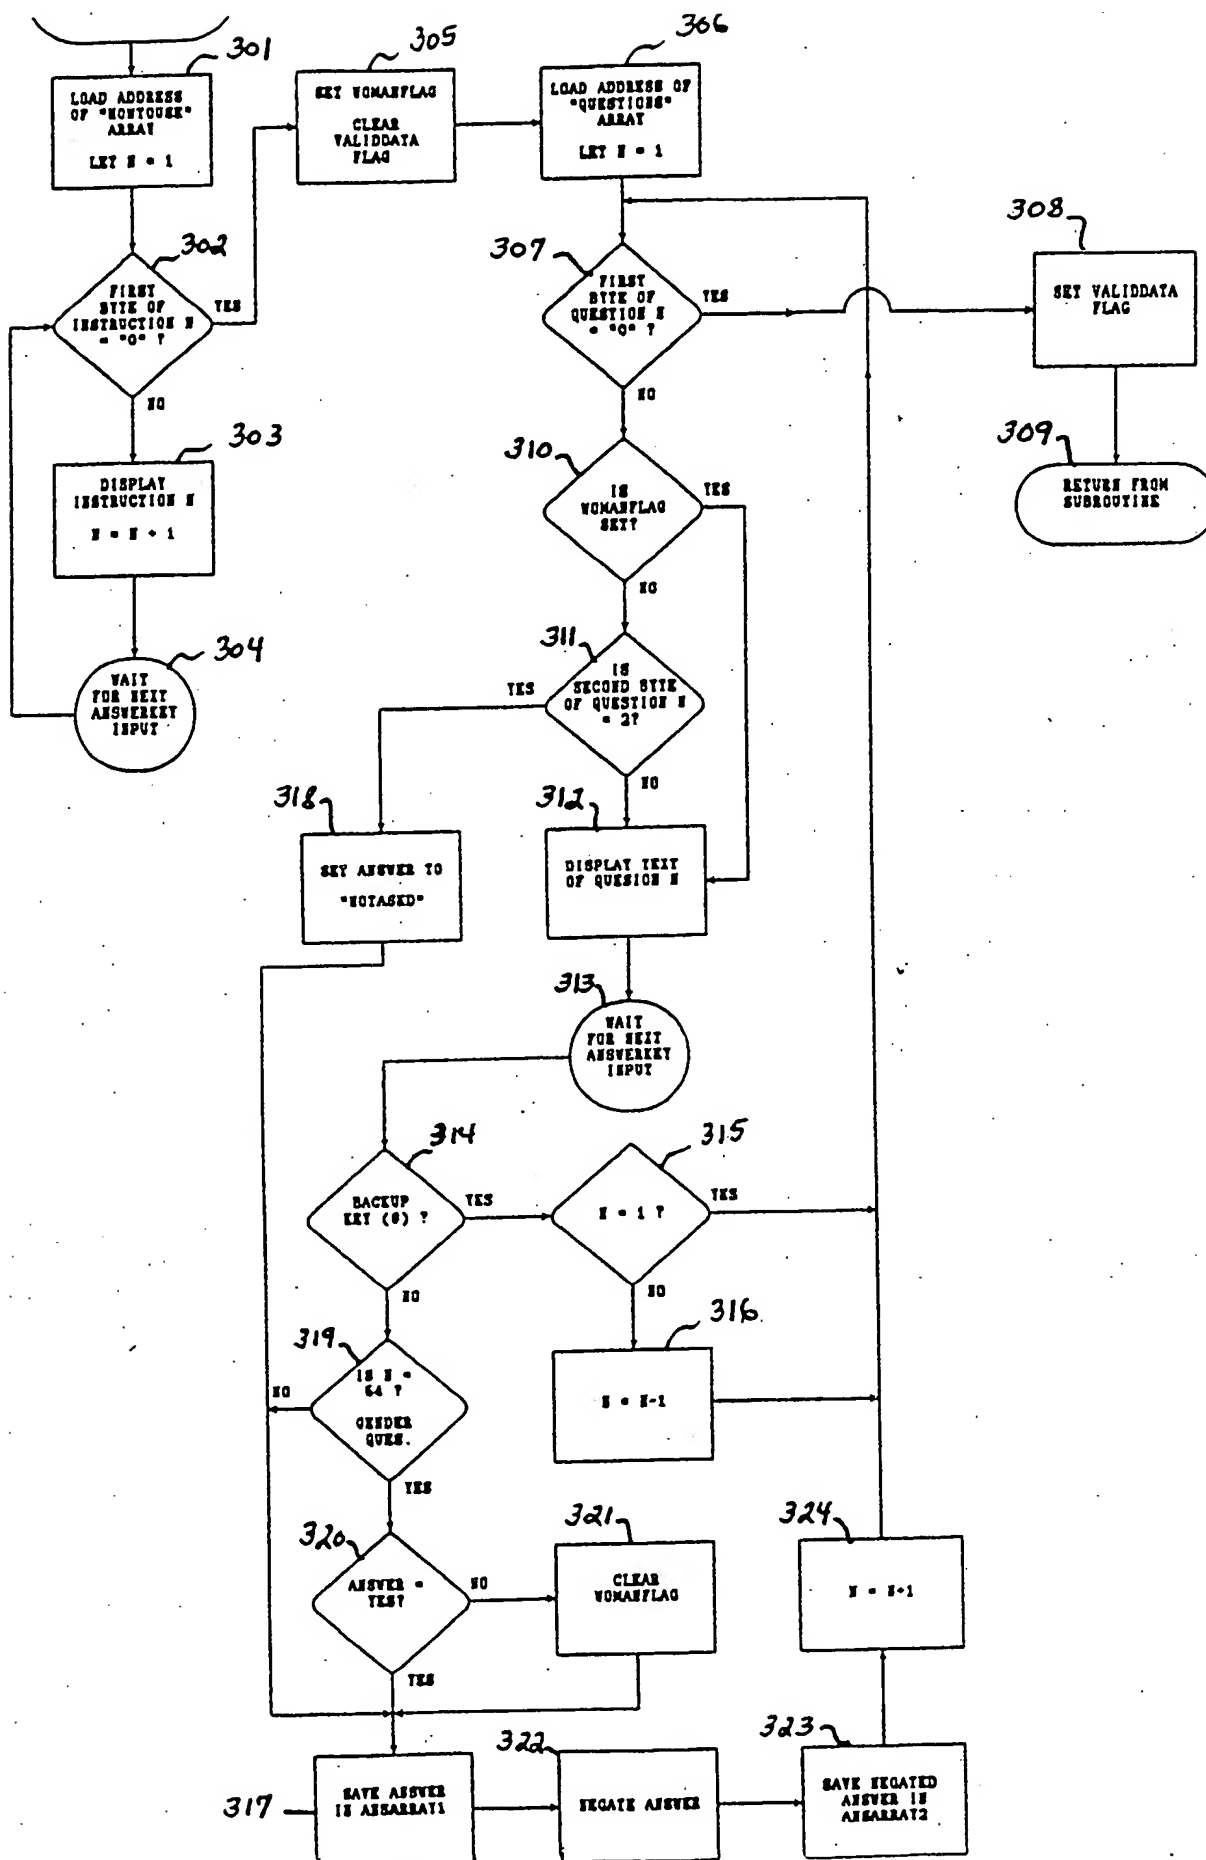 301
LOAD ADDRESS
OF "HOWTOUSE"
ARRAY
LET N = 1
302
FIRST
BYTE OF
INSTRUCTION N
= "0" ?
YES
NO
303
DISPLAY
INSTRUCTION N
N = N + 1
304
WAIT
FOR NEXT
ANSWERKEY
INPUT
305
SET WOMANFLAG
CLEAR
VALIDDATA
FLAG
306
LOAD ADDRESS OF
"QUESTIONS"
ARRAY
LET N = 1
307
FIRST
BYTE OF
QUESTION N
= "0" ?
YES
NO
308
SET VALIDDATA
FLAG
309
RETURN FROM
SUBROUTINE
310
IS
WOMANFLAG
SET?
YES
NO
311
IS
SECOND BYTE
OF QUESTION N
= 2?
YES
NO
318
SET ANSWER TO
"NOTASKED"
312
DISPLAY TEXT
OF QUESION N
313
WAIT
FOR NEXT
ANSWERKEY
INPUT
314
BACKUP
KEY (#) ?
YES
NO
315
N = 1 ?
YES
NO
316
N = N-1
319
IS N =
64 ?
GENDER
QUES.
NO
YES
320
ANSWER =
YES?
NO
YES
321
CLEAR
WOMANFLAG
324
N = N+1
317
SAVE ANSWER
IN ANSARRAY1
322
NEGATE ANSWER
323
SAVE NEGATED
ANSWER IN
ANSARRAY2